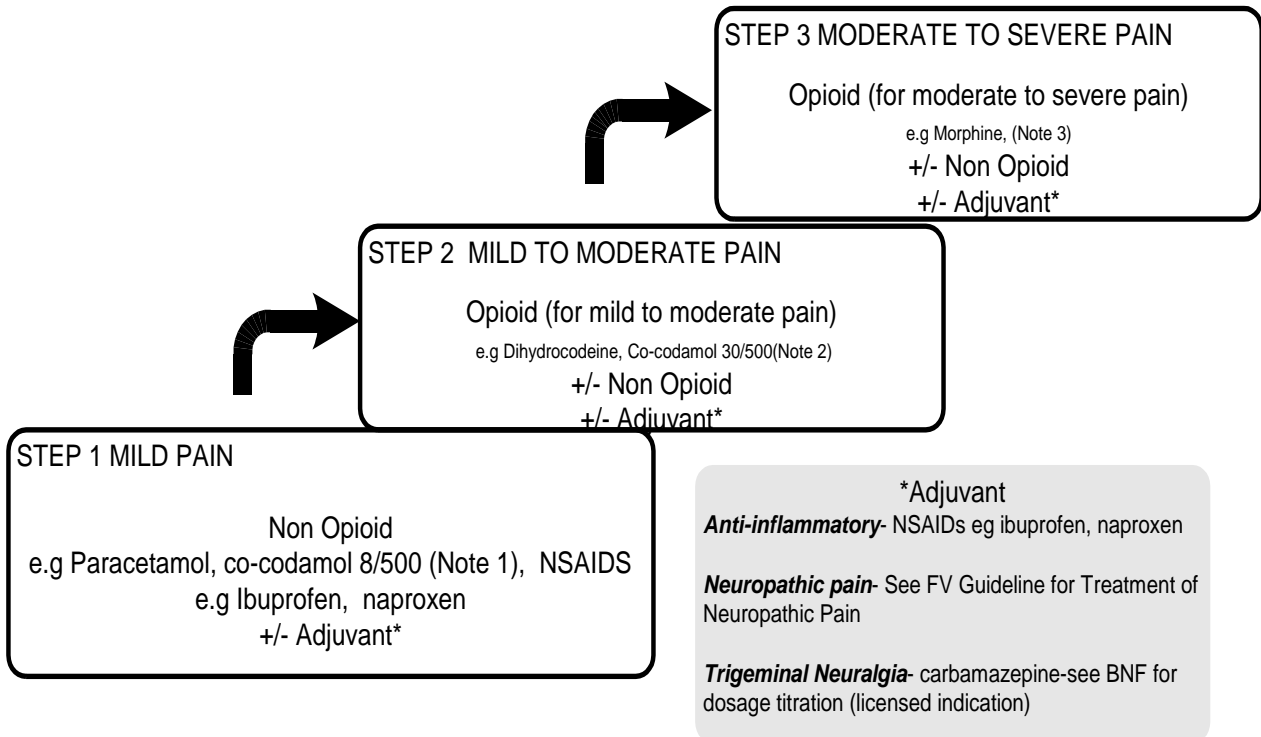 STEP 3 MODERATE TO SEVERE PAIN
Opioid (for moderate to severe pain)
e.g Morphine, (Note 3)
+/- Non Opioid
+/- Adjuvant*
STEP 2 MILD TO MODERATE PAIN
Opioid (for mild to moderate pain)
e.g Dihydrocodeine, Co-codamol 30/500(Note 2)
+/- Non Opioid
+/- Adjuvant*
STEP 1 MILD PAIN
Non Opioid
e.g Paracetamol, co-codamol 8/500 (Note 1), NSAIDS
e.g Ibuprofen, naproxen
+/- Adjuvant*
*Adjuvant
Anti-inflammatory- NSAIDs eg ibuprofen, naproxen
Neuropathic pain- See FV Guideline for Treatment of
Neuropathic Pain
Trigeminal Neuralgia- carbamazepine-see BNF for
dosage titration (licensed indication)